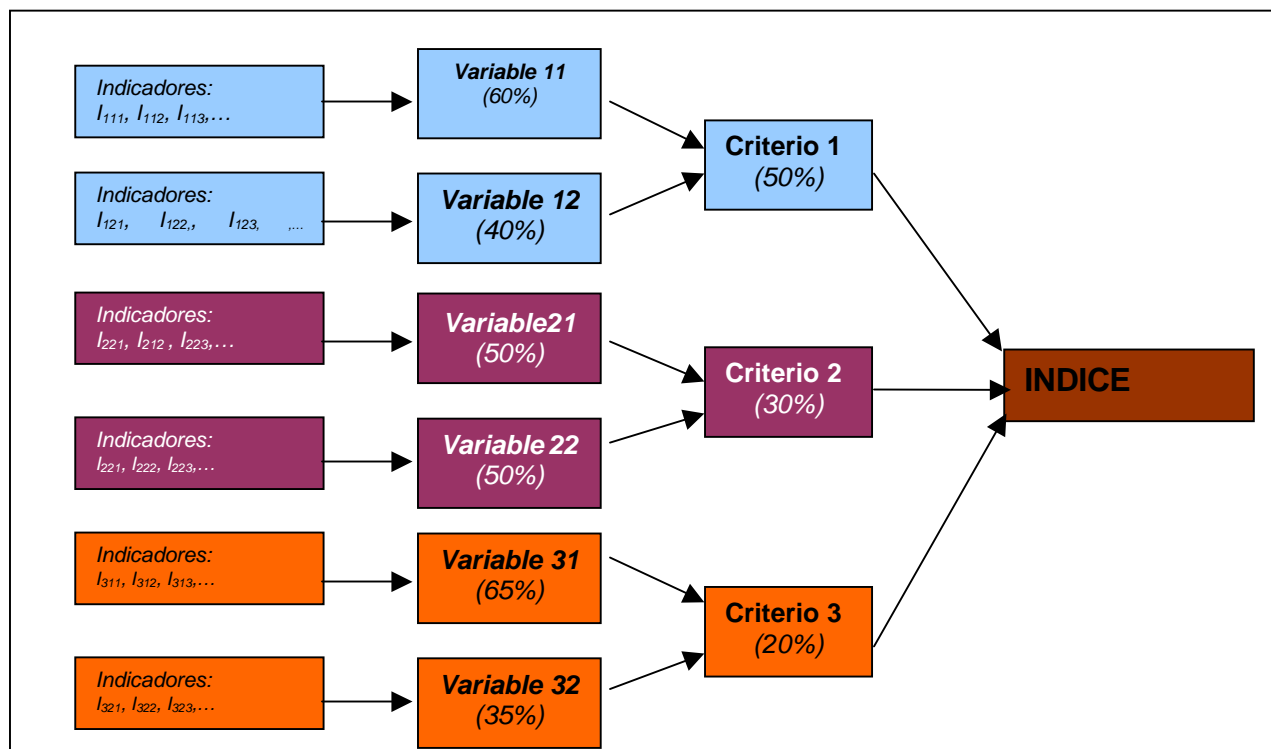 Indicadores:
I111, I112, I113,…
Variable 11
(60%)
Indicadores:
I121, I122,, I123, ,…
Variable 12
(40%)
Criterio 1
(50%)
Indicadores:
I221, I212 , I223,…
Variable21
(50%)
Indicadores:
I221, I222, I223,…
Variable 22
(50%)
Criterio 2
(30%)
Indicadores:
I311, I312, I313,…
Variable 31
(65%)
Indicadores:
I321, I322, I323,…
Variable 32
(35%)
Criterio 3
(20%)
INDICE